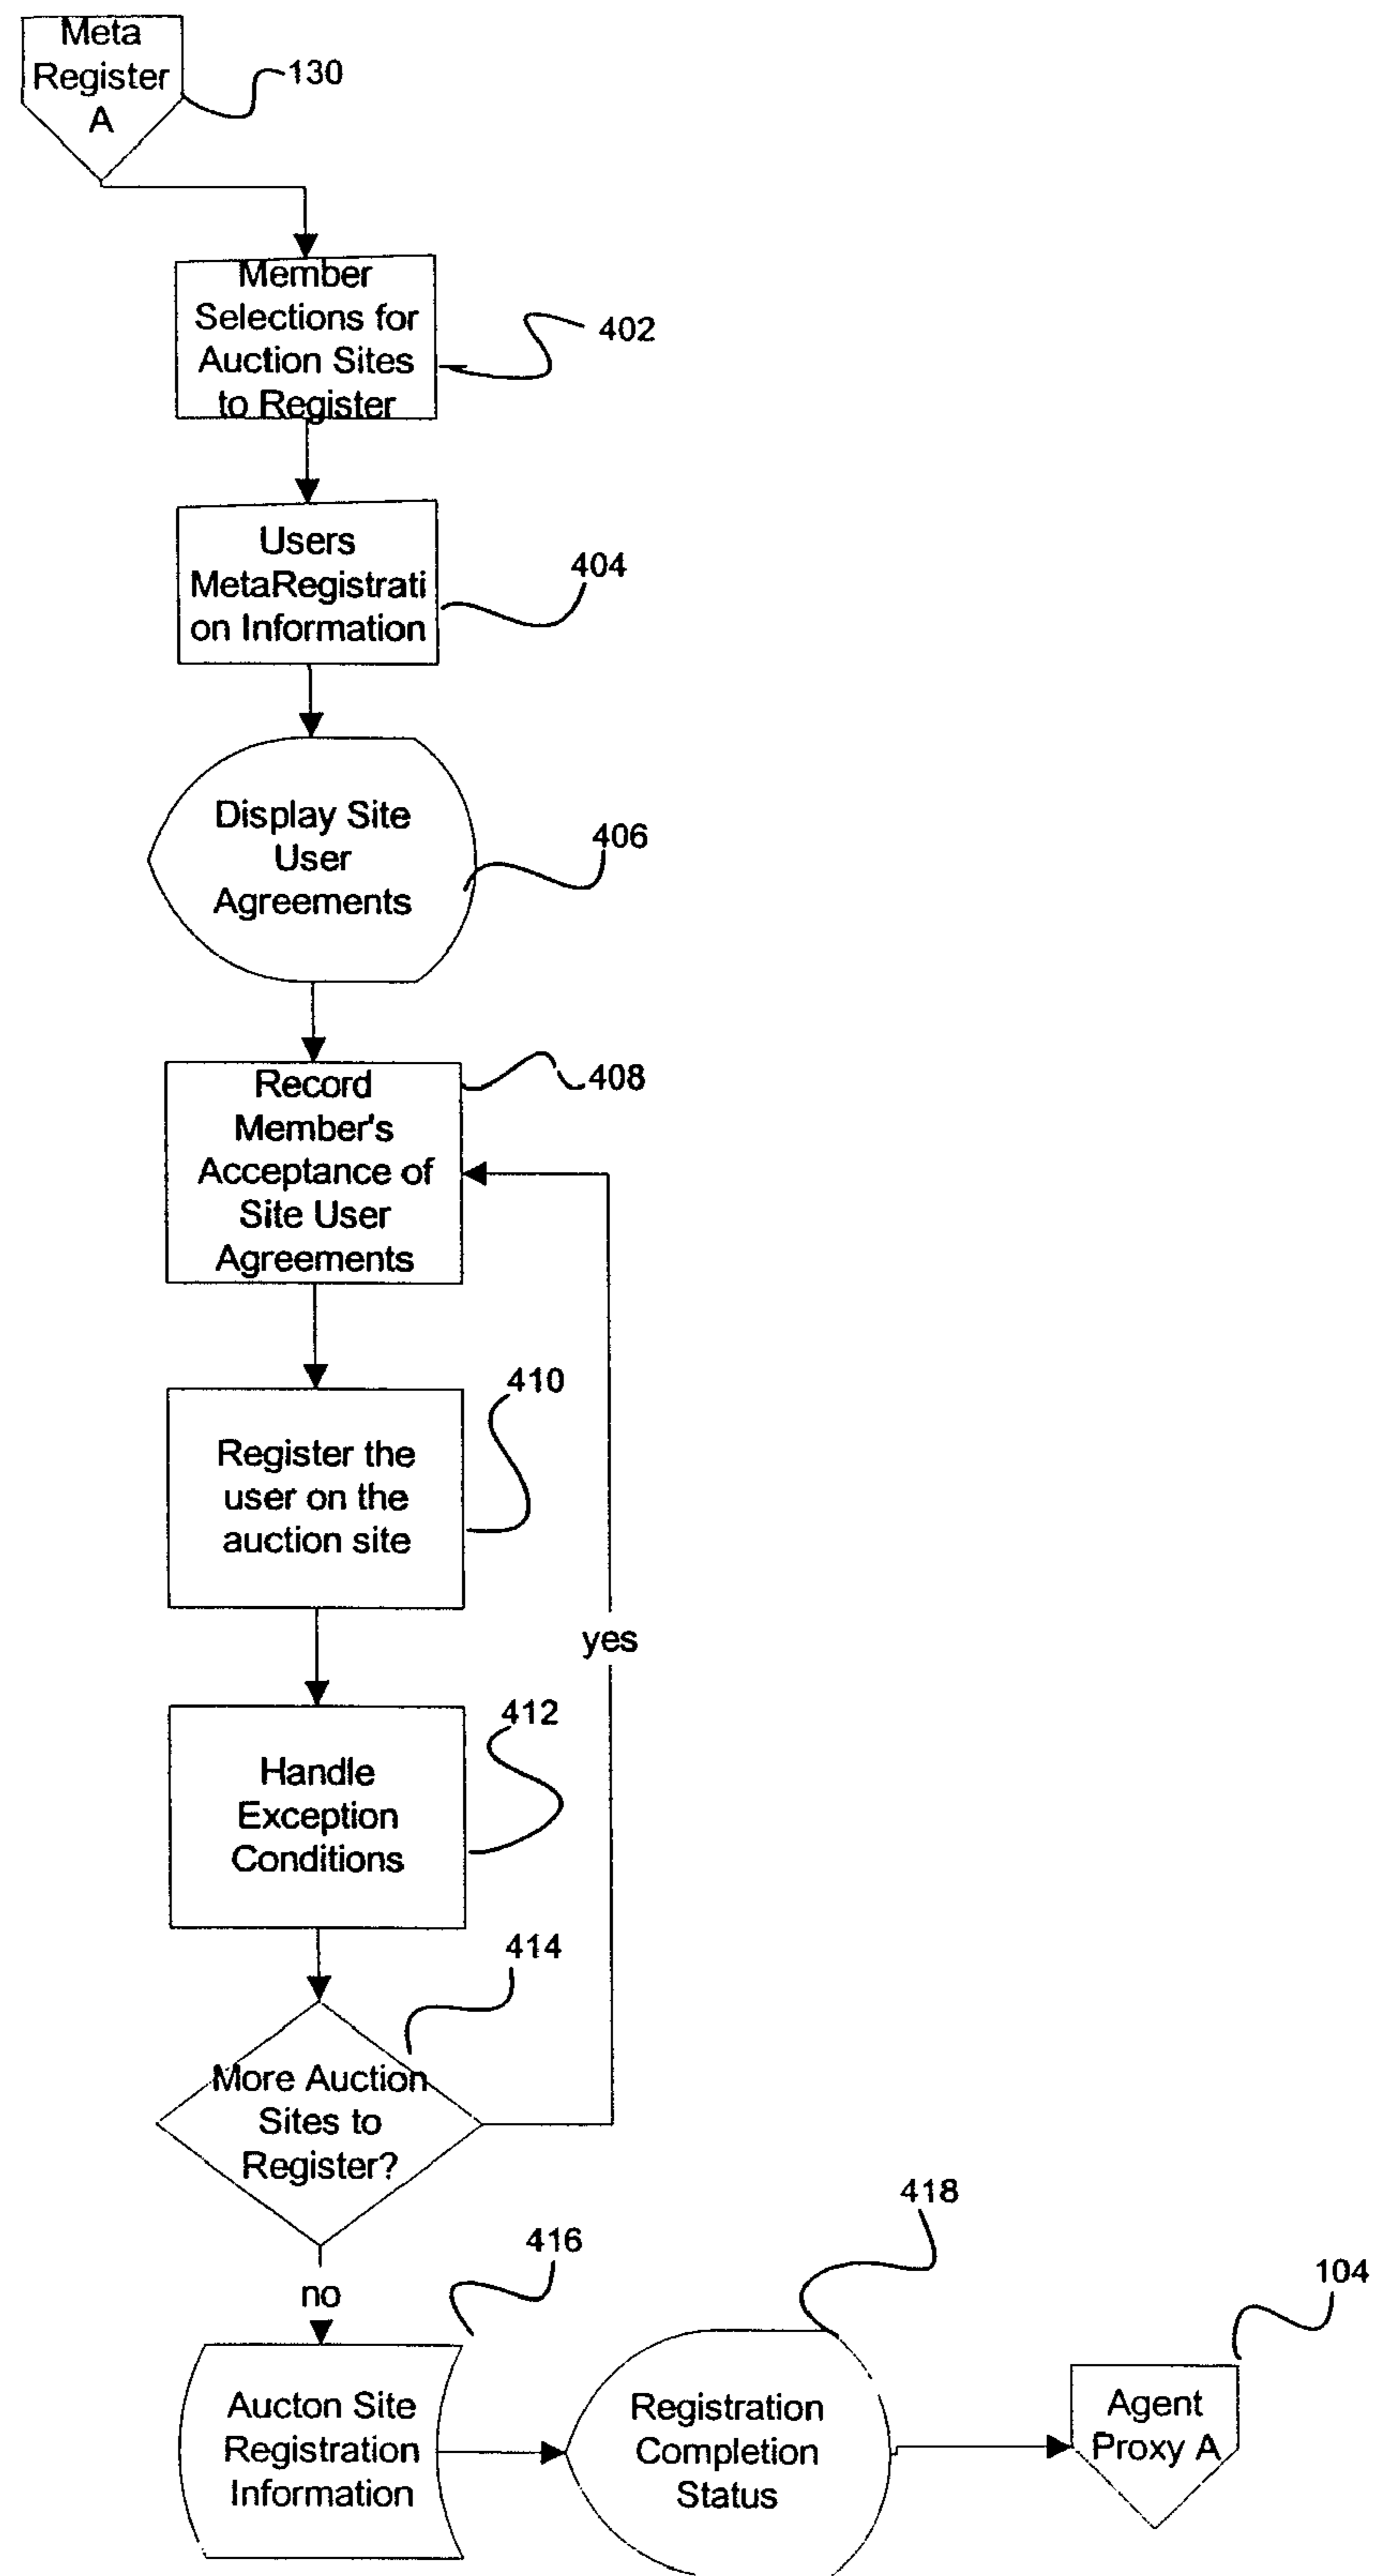 Meta
Register
A
130
Member
Selections for
Auction Sites
to Register
402
Users
MetaRegistrati
on Information
404
Display Site
User
Agreements
406
Record
Member's
Acceptance of
Site User
Agreements
408
Register the
user on the
auction site
410
yes
Handle
Exception
Conditions
412
More Auction
Sites to
Register?
414
no
Aucton Site
Registration
Information
416
Registration
Completion
Status
418
Agent
Proxy A
104